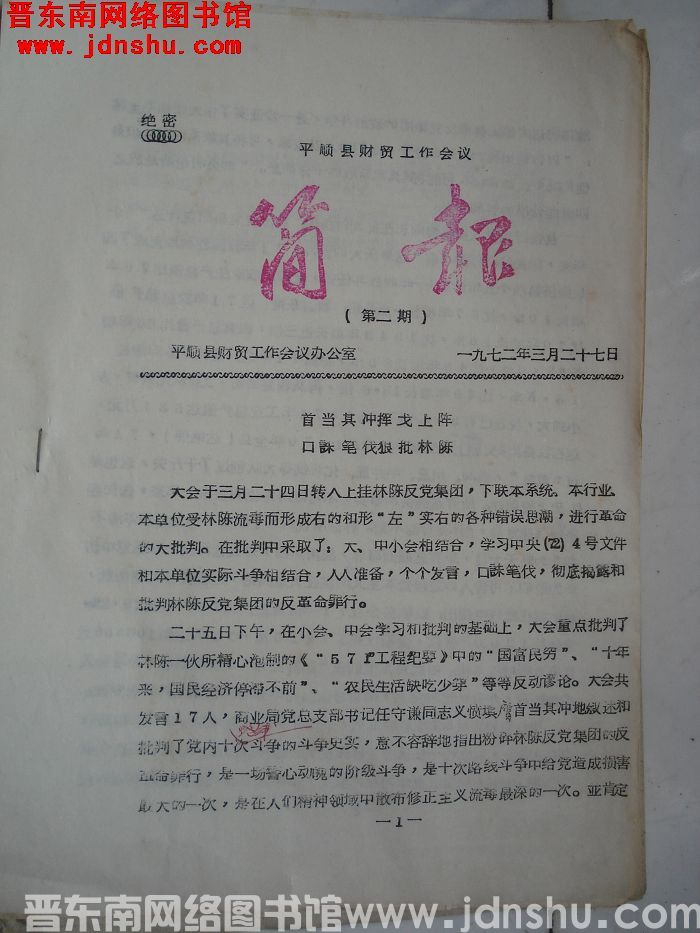 晋东南网络图书馆
www.jdnshu.com
绝密
平顺县财贸工作会议
简报
(第二期)
平顺县财贸工作会议办公室 一九七二年三月二十七日
首当其冲挥戈上阵
口誅笔伐狠批林陈
大会于三月二十四日转入上挂林陈反党集团，下联本系统、本行业、
本单位受林陈流毒而形成右的和形“左”实右的各种错误思潮，进行革命
的大批判。在批判中采取了：大、中小会相结合，学习中央(72)4号文件
和本单位实际斗争相结合，人人准备，个个发言，口誅笔伐，彻底揭露和
批判林陈反党集团的反革命罪行。
二十五日下午，在小会、中会学习和批判的基础上，大会重点批判了
林陈一伙所精心泡制的《“571”工程纪要》中的“国富民穷”、“十年
来，国民经济停滞不前”、“农民生活缺吃少穿”等等反动谬论。大会共
发言17人，商业局党总支部书记任守谦同志义愤填膺首当其冲地叙述和
批判了党内十次斗争的斗争史实，意不容辞地指出粉碎林陈反党集团的反
革命罪行，是一场警心动魄的阶级斗争，是十次路线斗争中给党造成损害
最大的一次，是在人们精神领域中散布修正主义流毒最深的一次。并肯定
—1—
晋东南网络图书馆 www.jdnshu.com